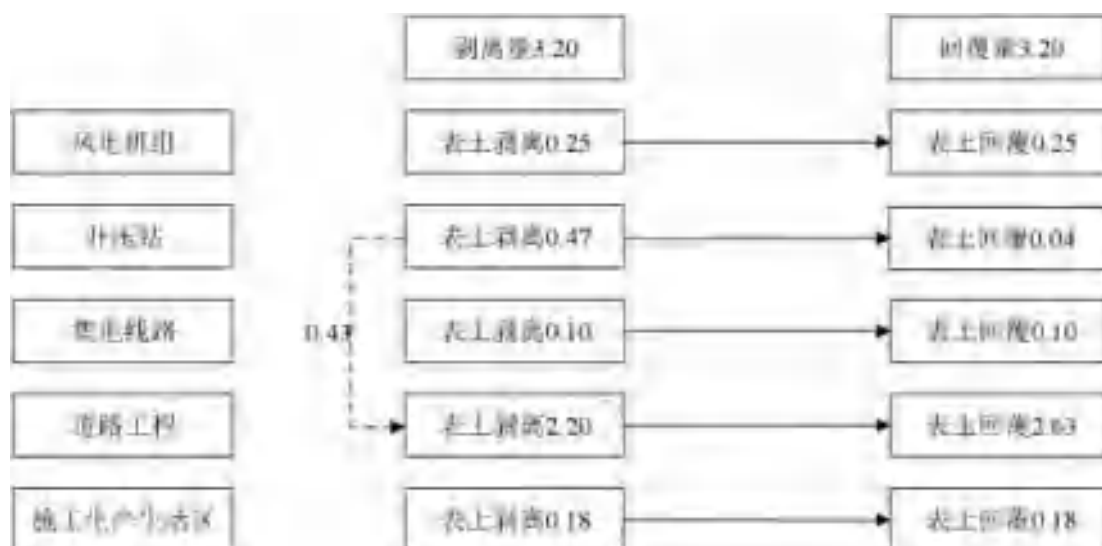 剥离量3.20 回覆量3.20
风电机组 表土剥离0.25 表土回覆0.25
升压站 表土剥离0.47 表土回覆0.04
集电线路 0.43 表土剥离0.10 表土回覆0.10
道路工程 表土剥离2.20 表土回覆2.63
施工生产生活区 表土剥离0.18 表土回覆0.18